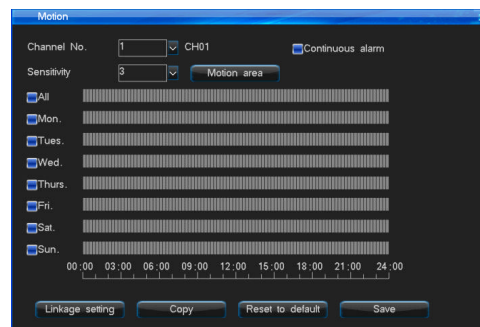 Motion
Channel No. 1 CH01 Continuous alarm
Sensitivity 3 Motion area
All
Mon.
Tues.
Wed.
Thurs.
Fri.
Sat.
Sun.
00:00 03:00 06:00 09:00 12:00 15:00 18:00 21:00 24:00
Linkage setting Copy Reset to default Save